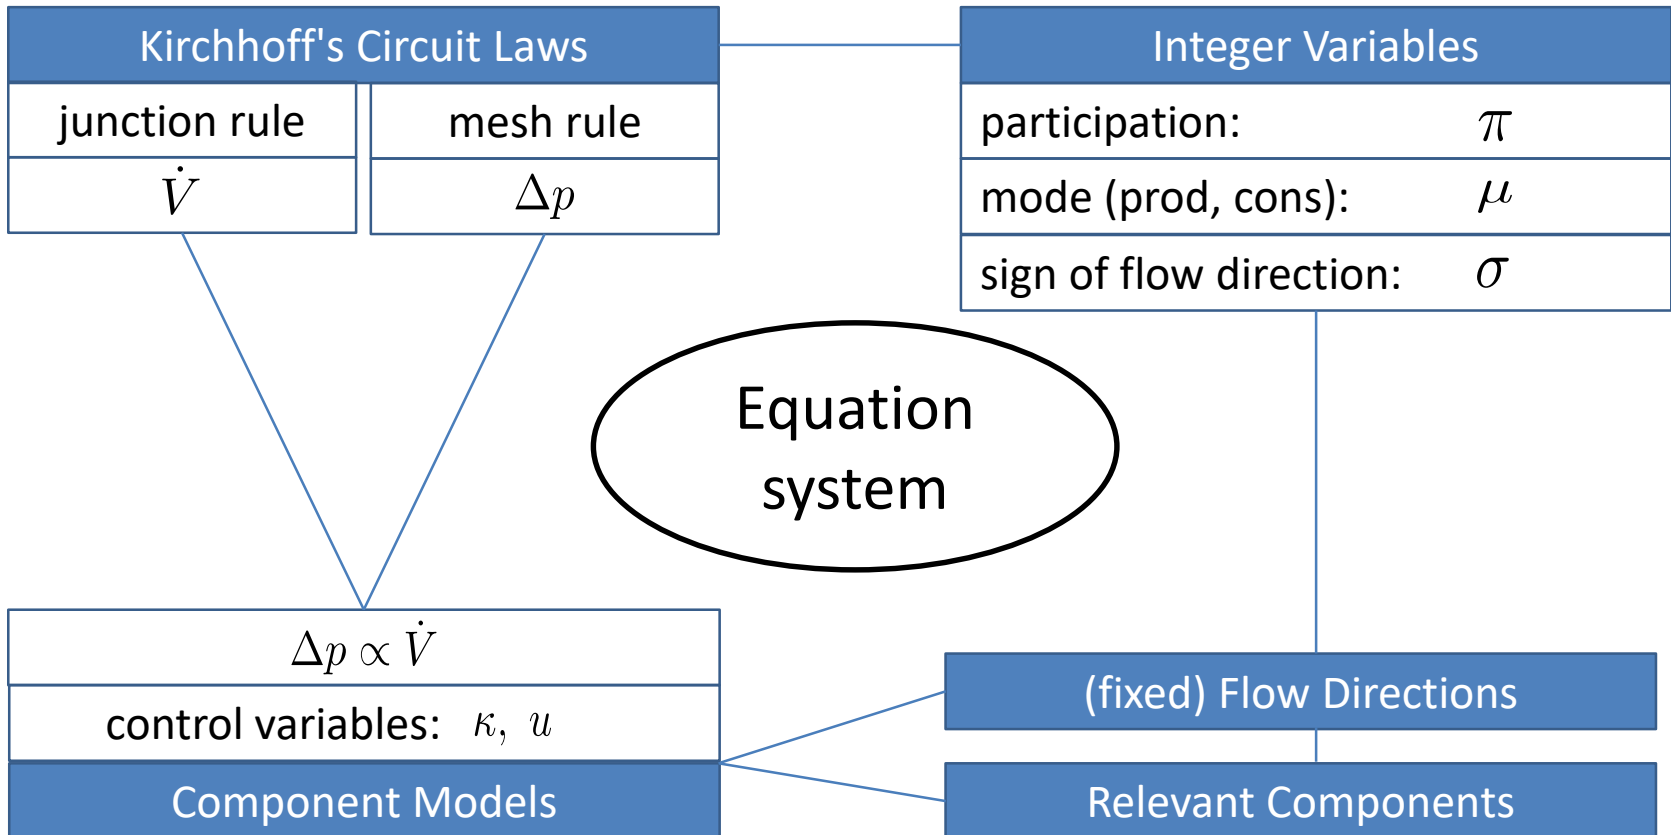 Kirchhoff's Circuit Laws
junction rule
mesh rule
V̇
Δp
Integer Variables
participation: π
mode (prod, cons): μ
sign of flow direction: σ
Equation
system
Δp ∝ V̇
control variables: κ, u
Component Models
(fixed) Flow Directions
Relevant Components